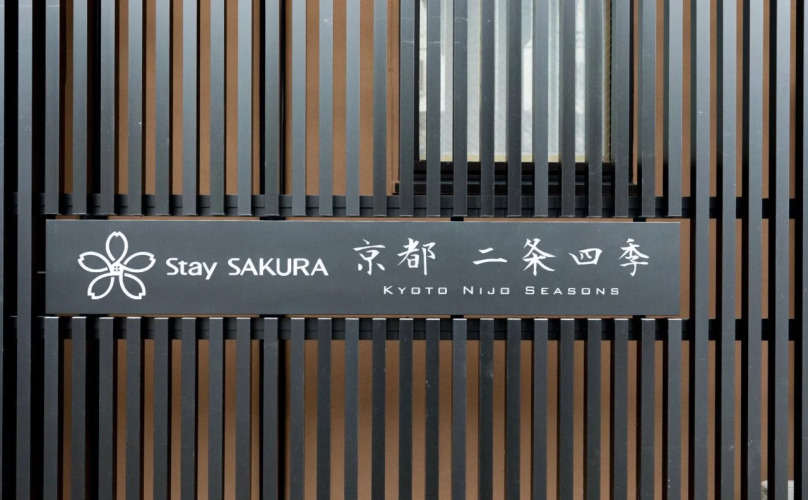 Stay SAKURA 京都 二条四季
KYOTO NIJO SEASONS